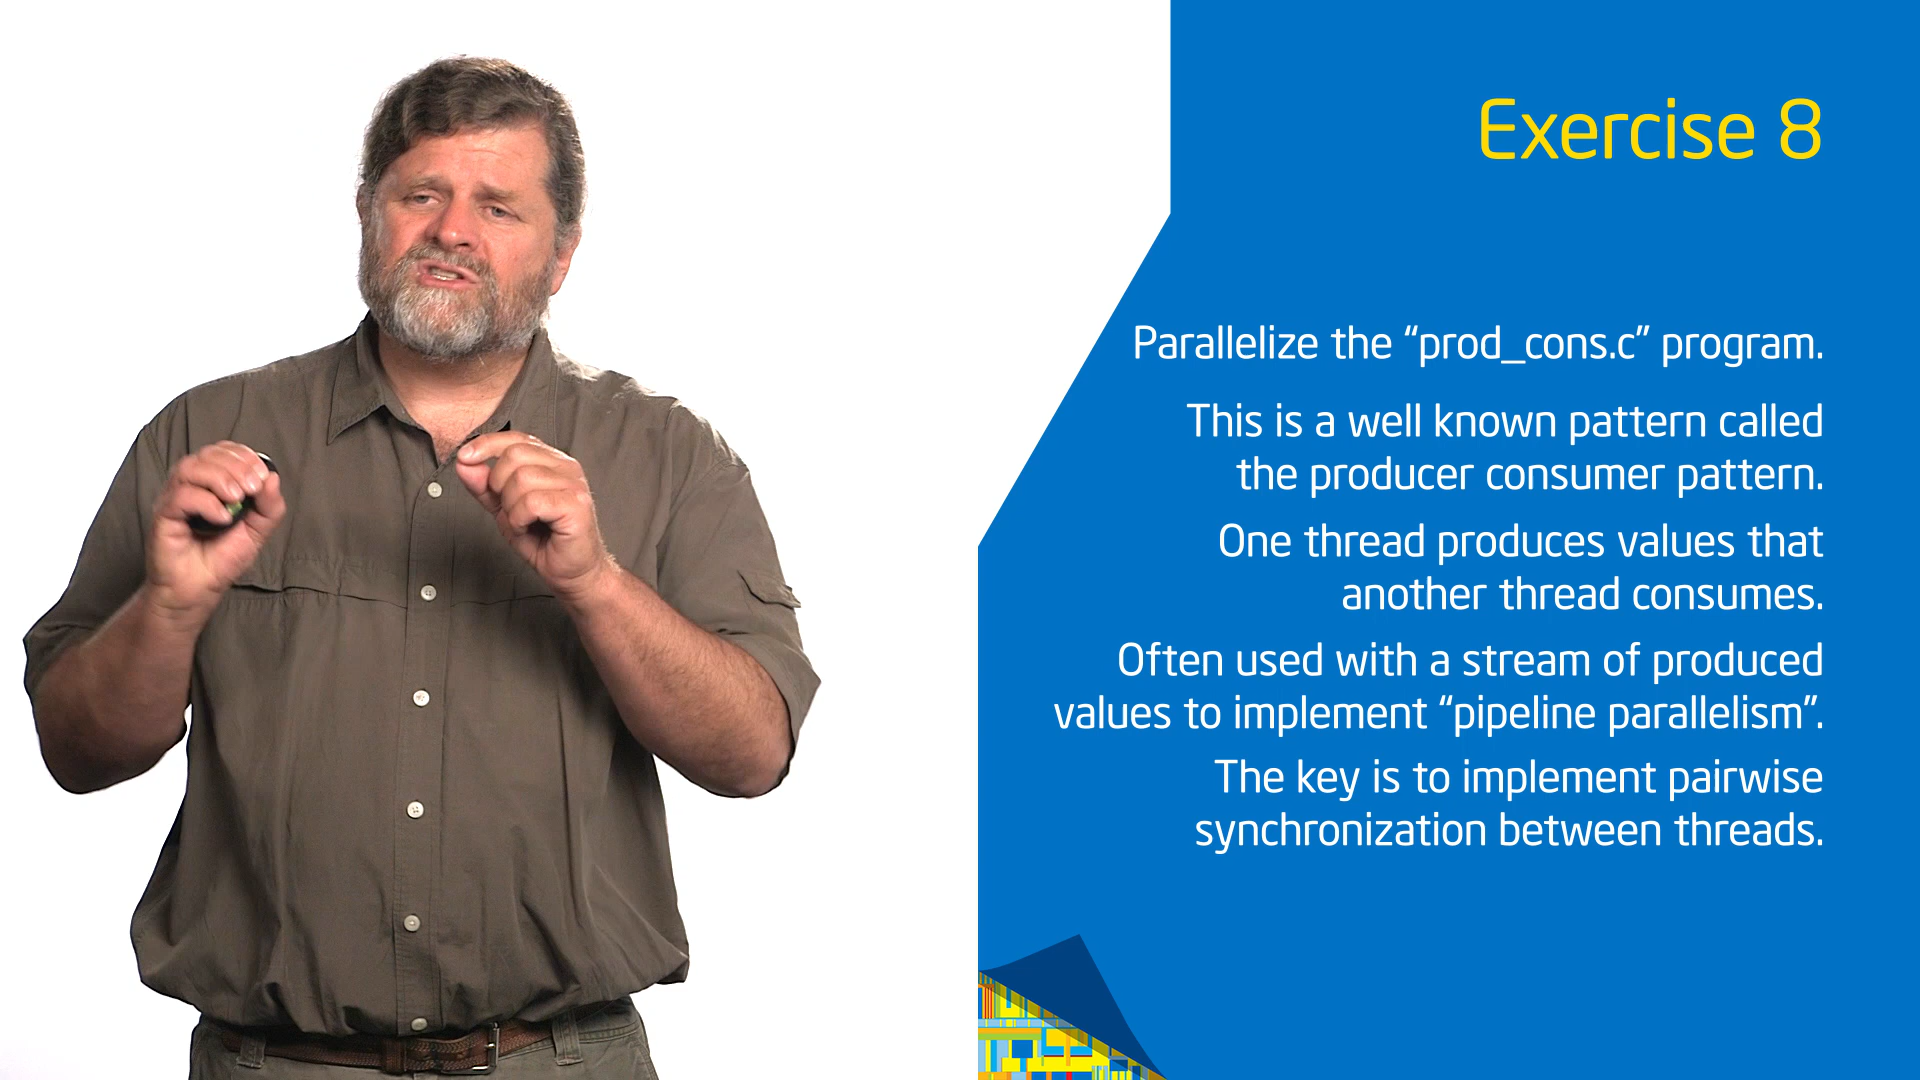 Exercise 8
Parallelize the “prod_cons.c” program.
This is a well known pattern called
the producer consumer pattern.
One thread produces values that
another thread consumes.
Often used with a stream of produced
values to implement “pipeline parallelism”.
The key is to implement pairwise
synchronization between threads.